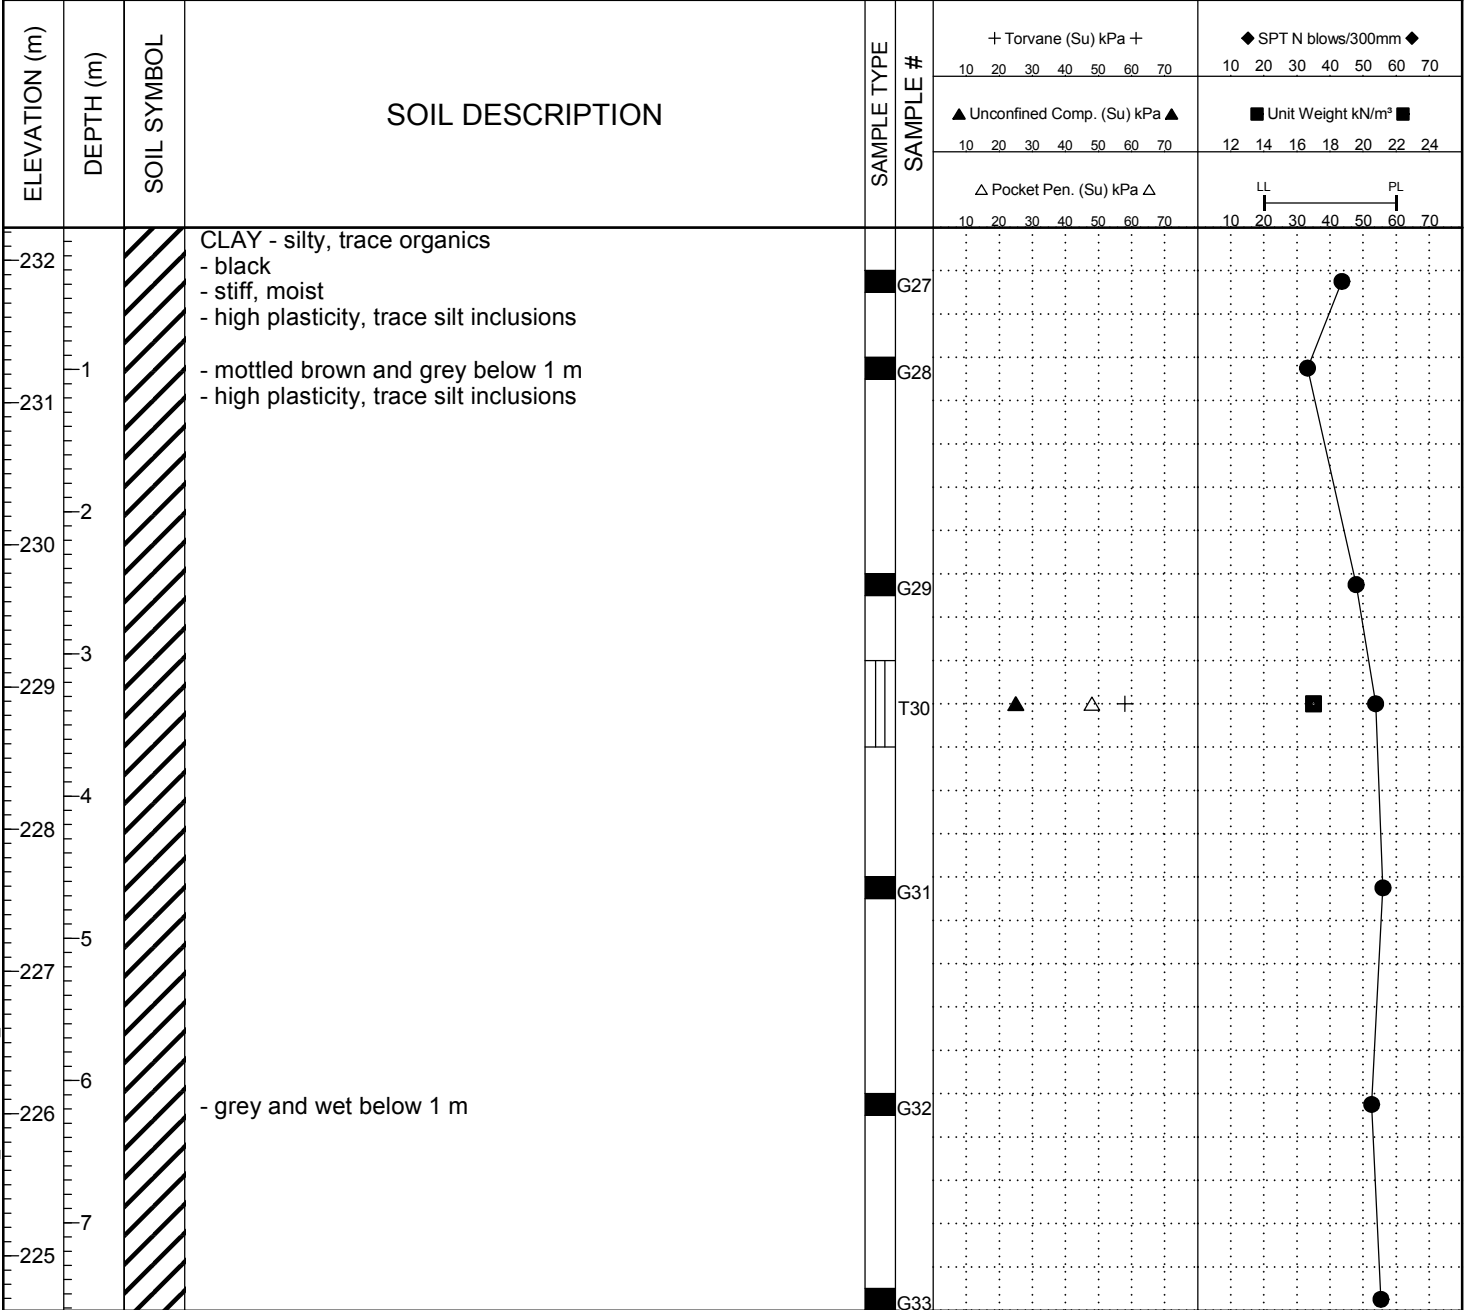 ELEVATION (m)
DEPTH (m)
SOIL SYMBOL
SOIL DESCRIPTION
SAMPLE TYPE
SAMPLE #
+ Torvane (Su) kPa +
10 20 30 40 50 60 70
▲ Unconfined Comp. (Su) kPa ▲
10 20 30 40 50 60 70
△ Pocket Pen. (Su) kPa △
10 20 30 40 50 60 70
◆ SPT N blows/300mm ◆
10 20 30 40 50 60 70
■ Unit Weight kN/m³ ■
12 14 16 18 20 22 24
LL PL
10 20 30 40 50 60 70
CLAY - silty, trace organics
232
- black
G27
- stiff, moist
- high plasticity, trace silt inclusions
1
- mottled brown and grey below 1 m
G28
- high plasticity, trace silt inclusions
231
2
230
G29
3
229
T30
4
228
G31
5
227
6
- grey and wet below 1 m
G32
226
7
225
G33